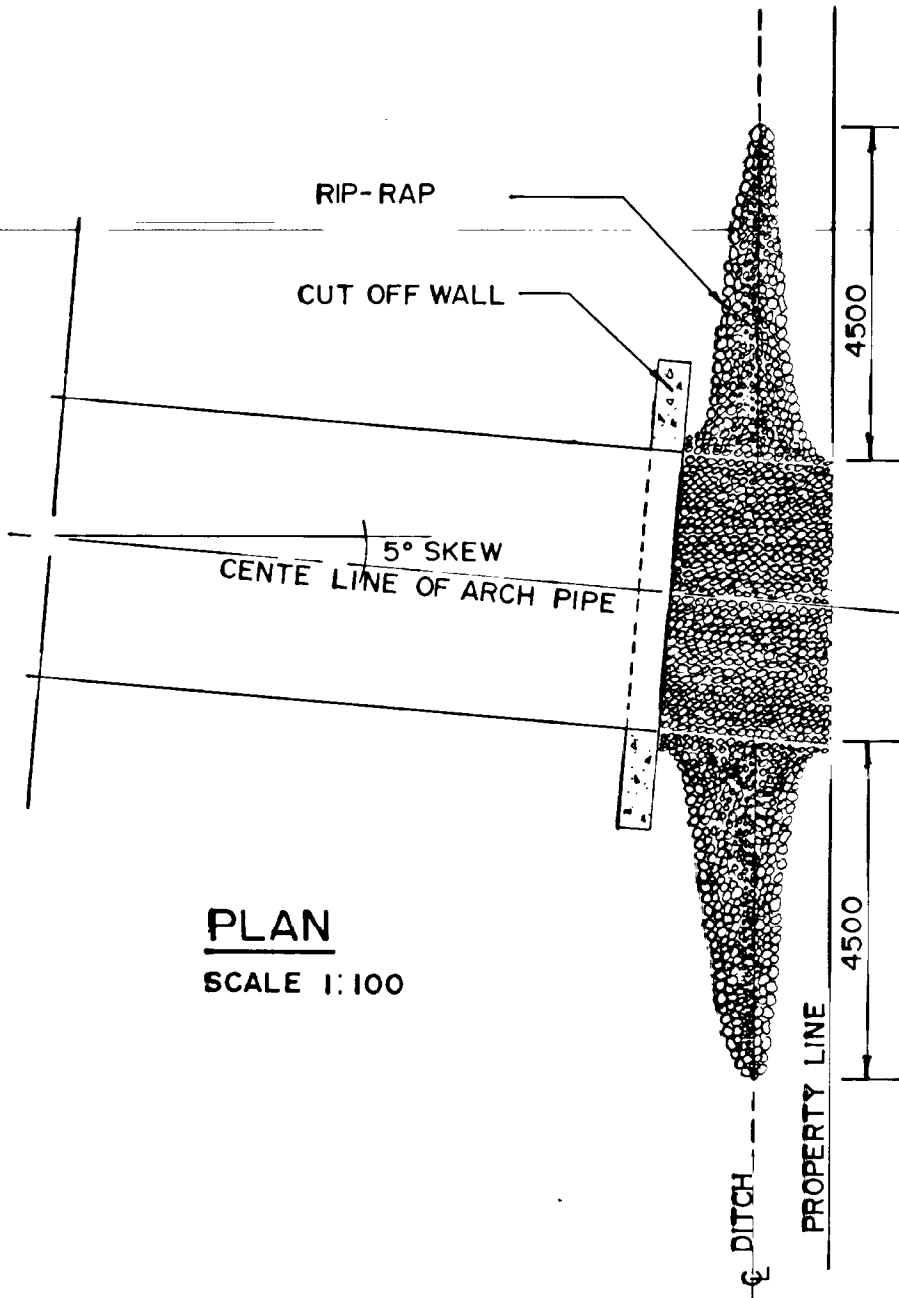 RIP-RAP
CUT OFF WALL
4500
5° SKEW
CENTE LINE OF ARCH PIPE
4500
PLAN
SCALE 1:100
PROPERTY LINE
℄ DITCH